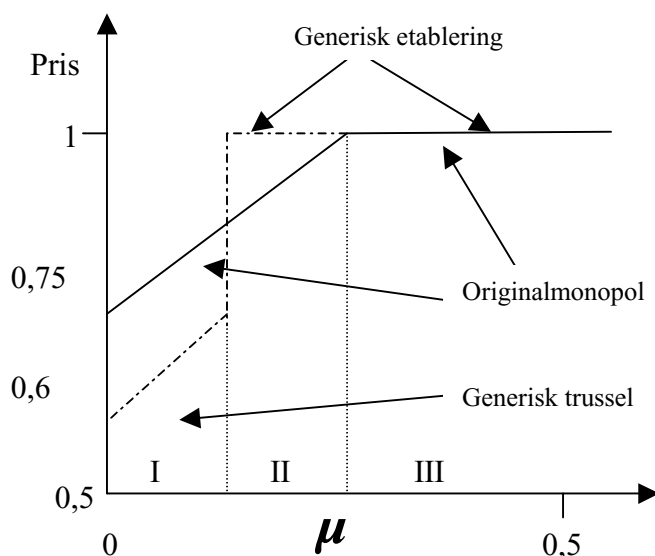 Generisk etablering
Pris
1
0,75
Originalmonopol
0,6
Generisk trussel
I II III
0,5
0 μ 0,5